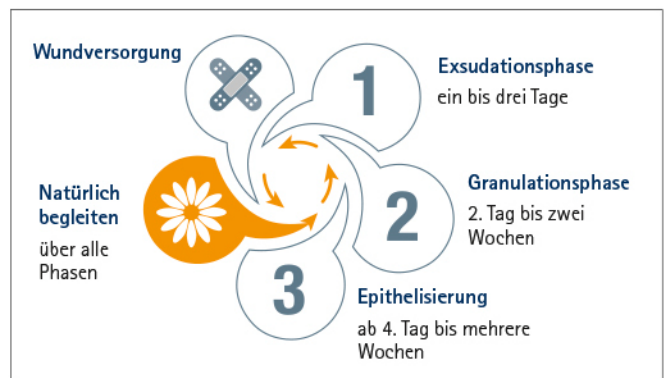 Wundversorgung
1
Exsudationsphase
ein bis drei Tage
2
Granulationsphase
2. Tag bis zwei
Wochen
3
Epithelisierung
ab 4. Tag bis mehrere
Wochen
Natürlich
begleiten
über alle
Phasen